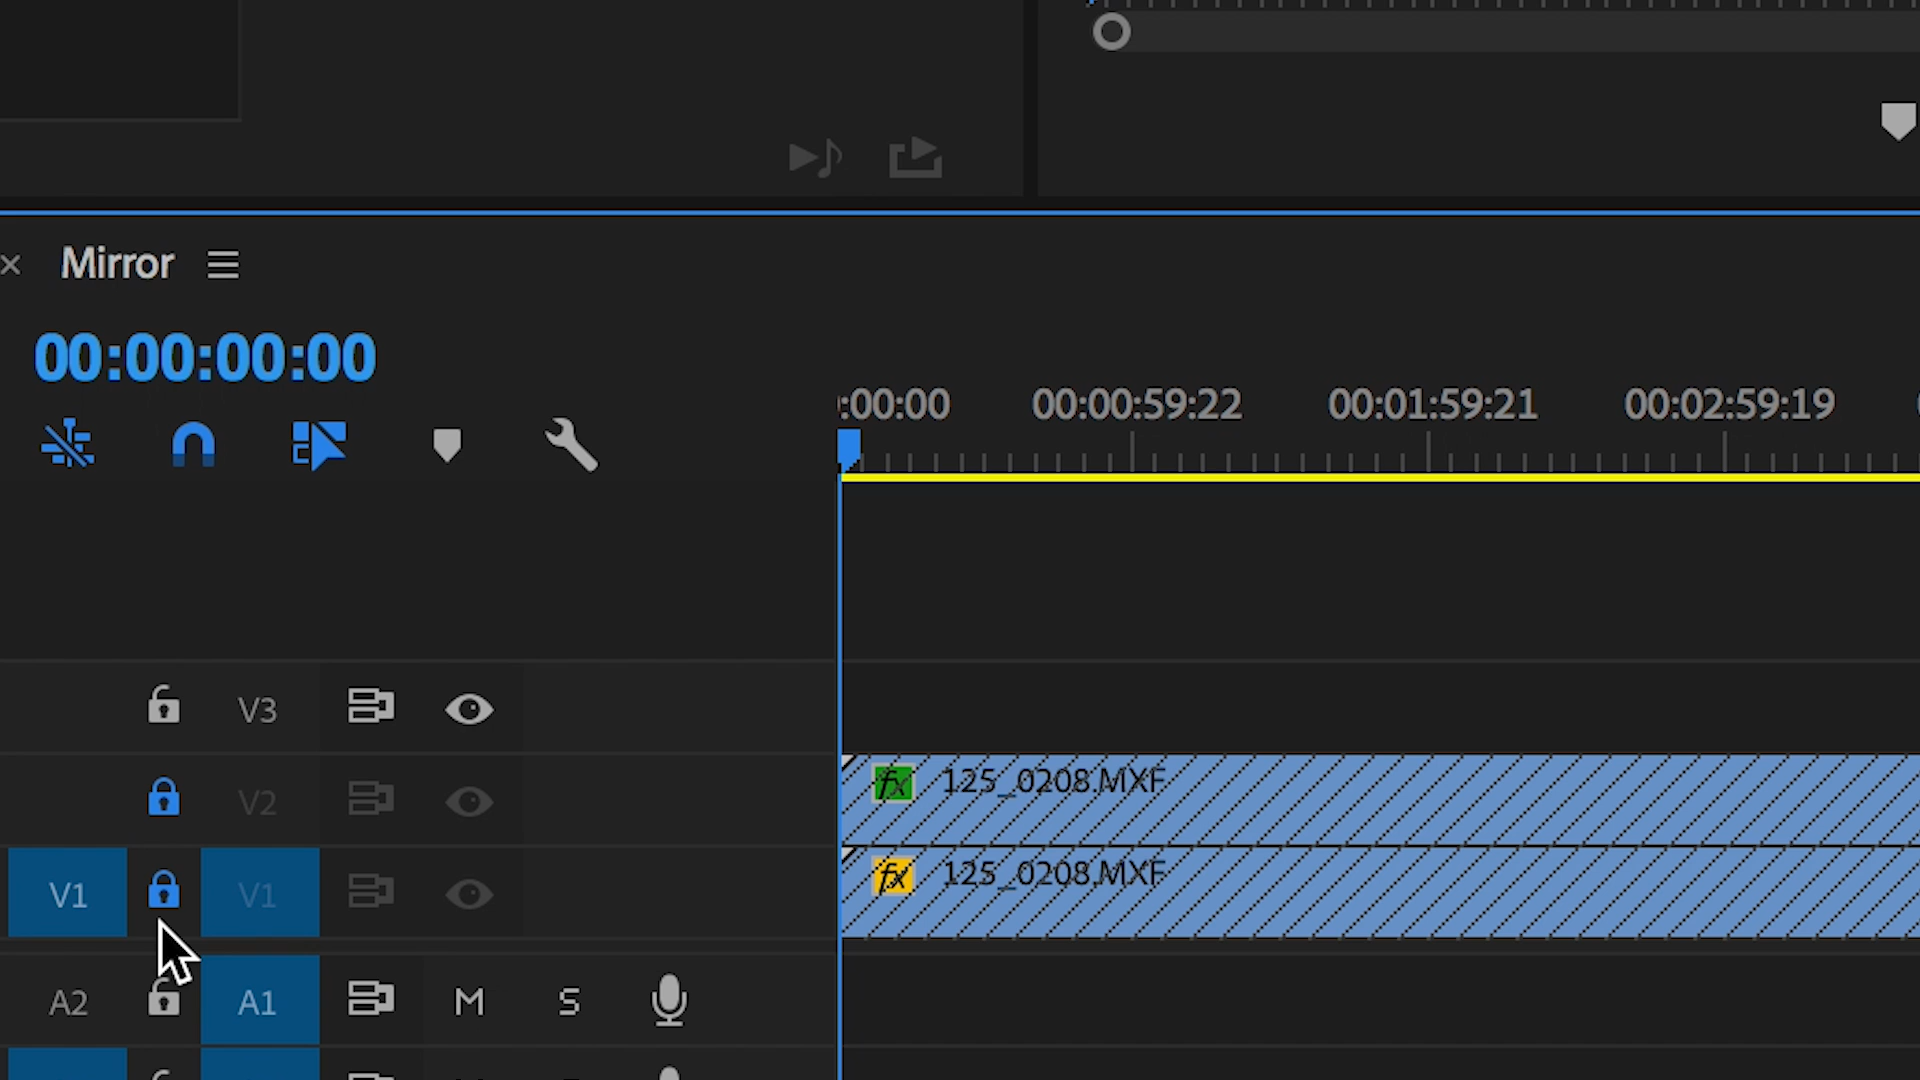 Mirror
00:00:00:00
:00:00 00:00:59:22 00:01:59:21 00:02:59:19
V3
V2
fx 125_0208.MXF
V1 V1
fx 125_0208.MXF
A2 A1 M S